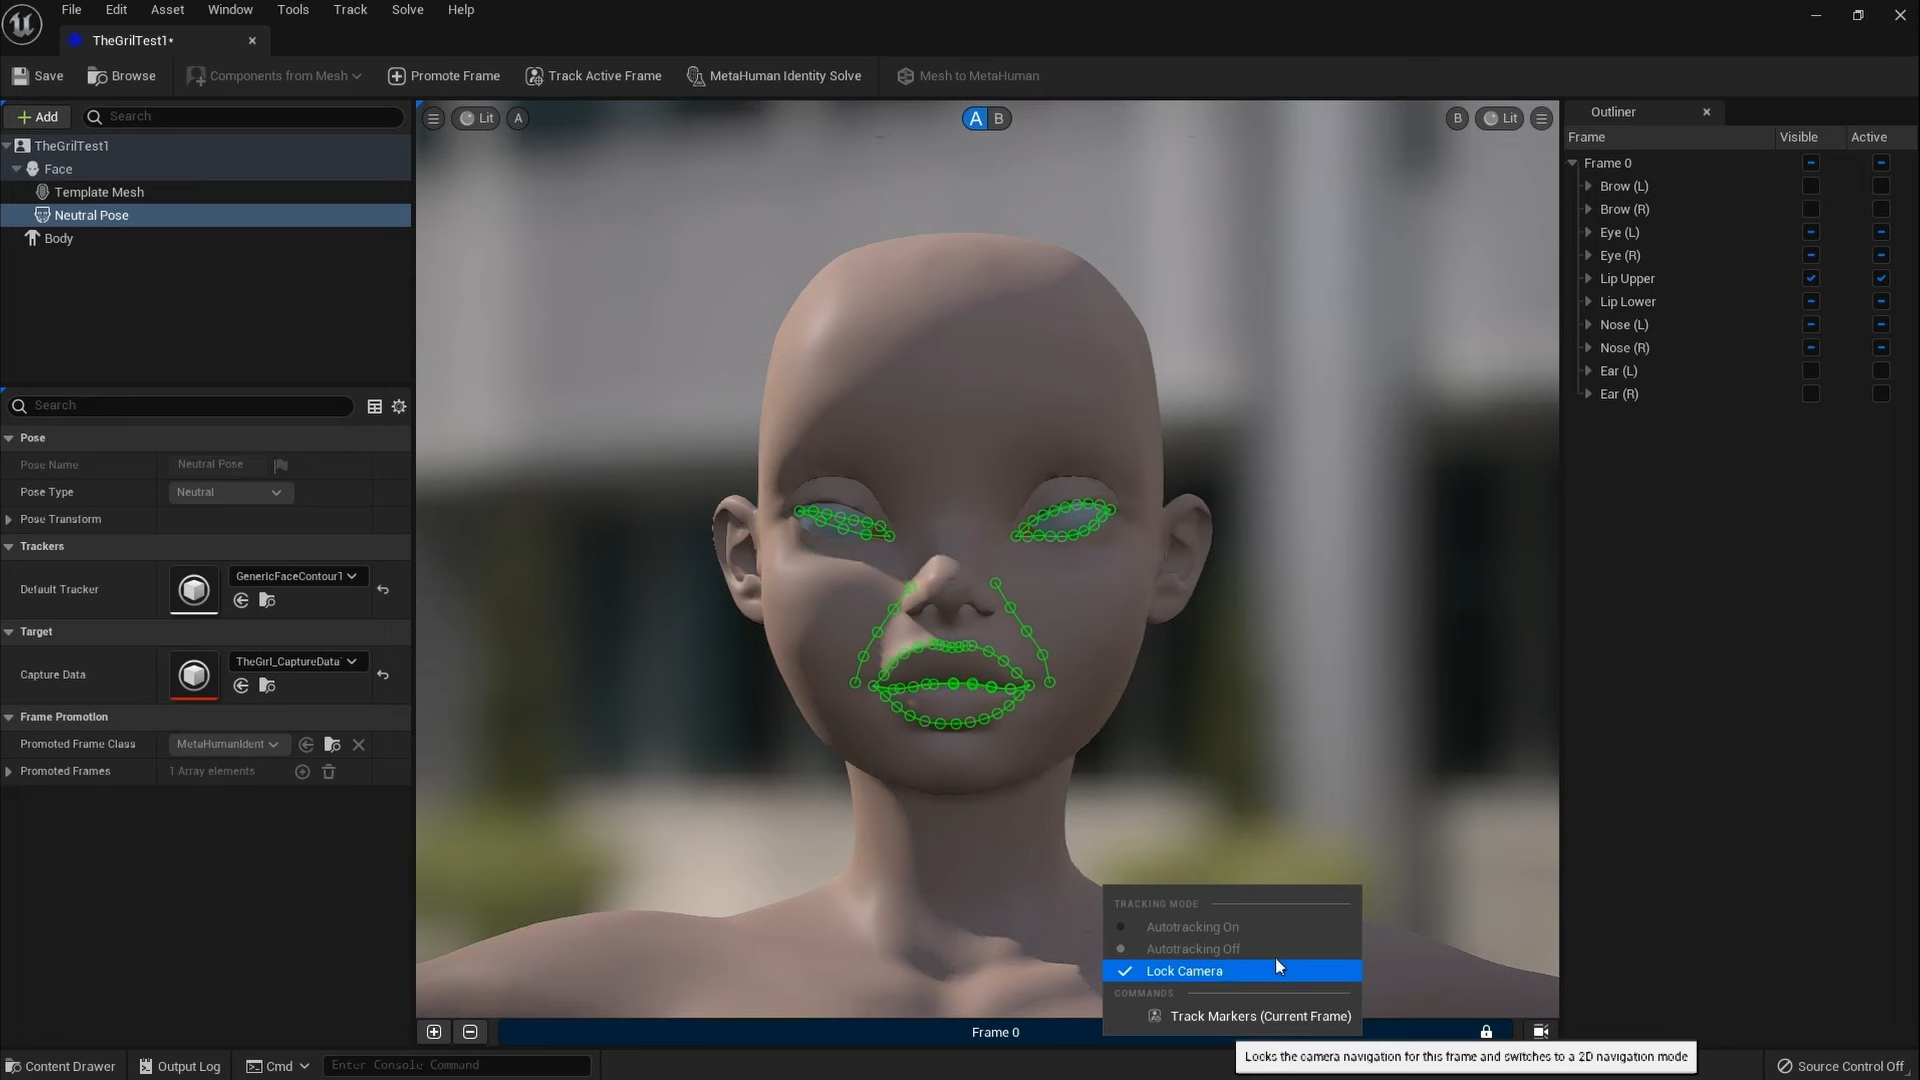 File Edit Asset Window Tools Track Solve Help
TheGrilTest1*
Save Browse Components from Mesh Promote Frame Track Active Frame MetaHuman Identity Solve Mesh to MetaHuman
Add Search
TheGrilTest1
Face
Template Mesh
Neutral Pose
Body
Search
Pose
Pose Name Neutral Pose
Pose Type Neutral
Pose Transform
Trackers
Default Tracker GenericFaceContourT
Target
Capture Data TheGirl_CaptureData
Frame Promotion
Promoted Frame Class MetaHumanIdent
Promoted Frames 1 Array elements
Lit A
A B
B Lit
TRACKING MODE
Autotracking On
Autotracking Off
Lock Camera
COMMANDS
Track Markers (Current Frame)
Frame 0
Locks the camera navigation for this frame and switches to a 2D navigation mode
Outliner
Frame Visible Active
Frame 0
Brow (L)
Brow (R)
Eye (L)
Eye (R)
Lip Upper
Lip Lower
Nose (L)
Nose (R)
Ear (L)
Ear (R)
Content Drawer Output Log Cmd Enter Console Command Source Control Off